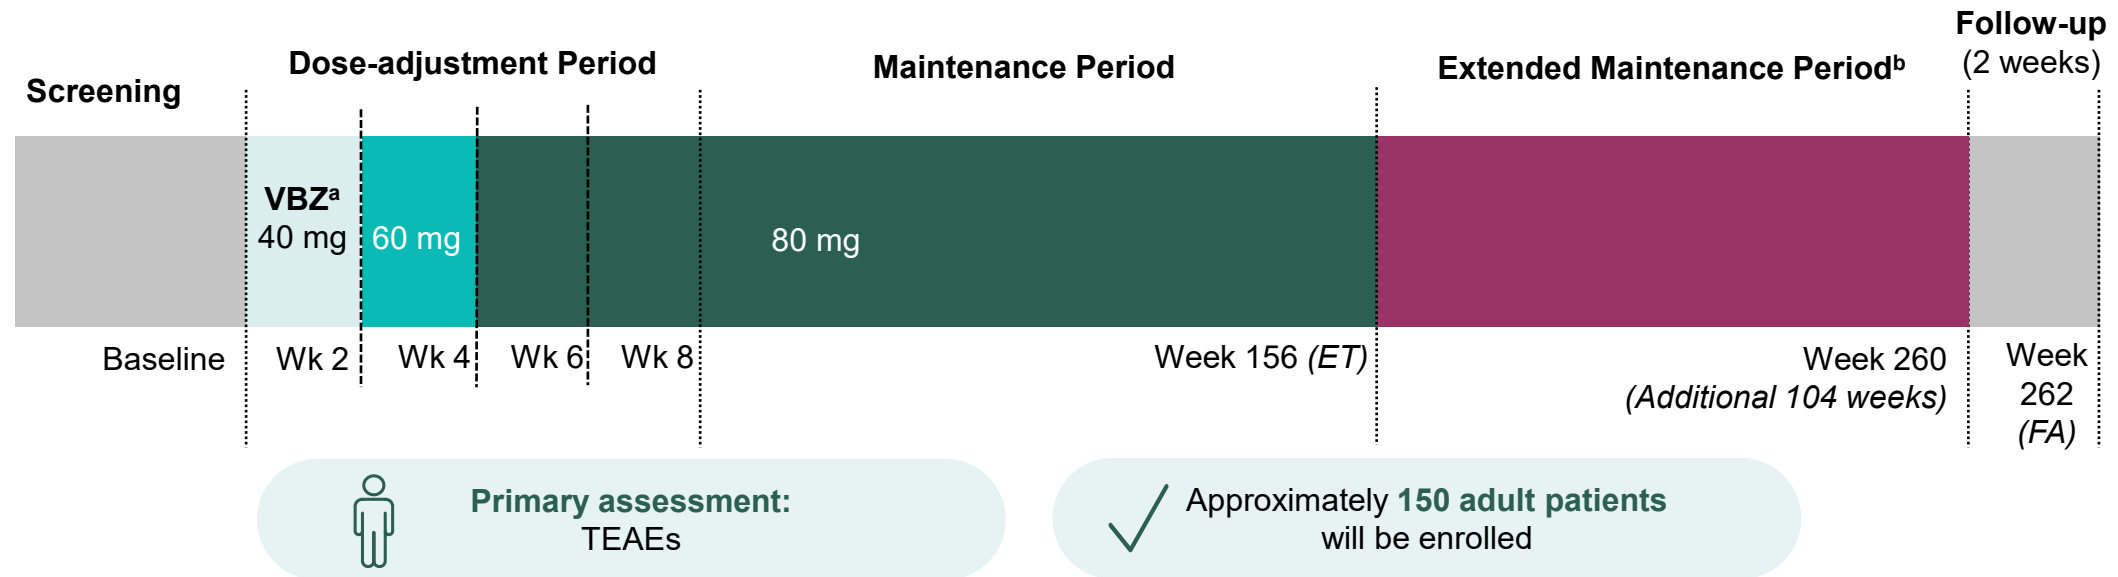 Screening
Dose-adjustment Period
Maintenance Period
Extended Maintenance Periodᵇ
Follow-up
(2 weeks)
VBZᵃ
40 mg
60 mg
80 mg
Baseline
Wk 2
Wk 4
Wk 6
Wk 8
Week 156 (ET)
Week 260
(Additional 104 weeks)
Week
262
(FA)
Primary assessment:
TEAEs
Approximately 150 adult patients
will be enrolled